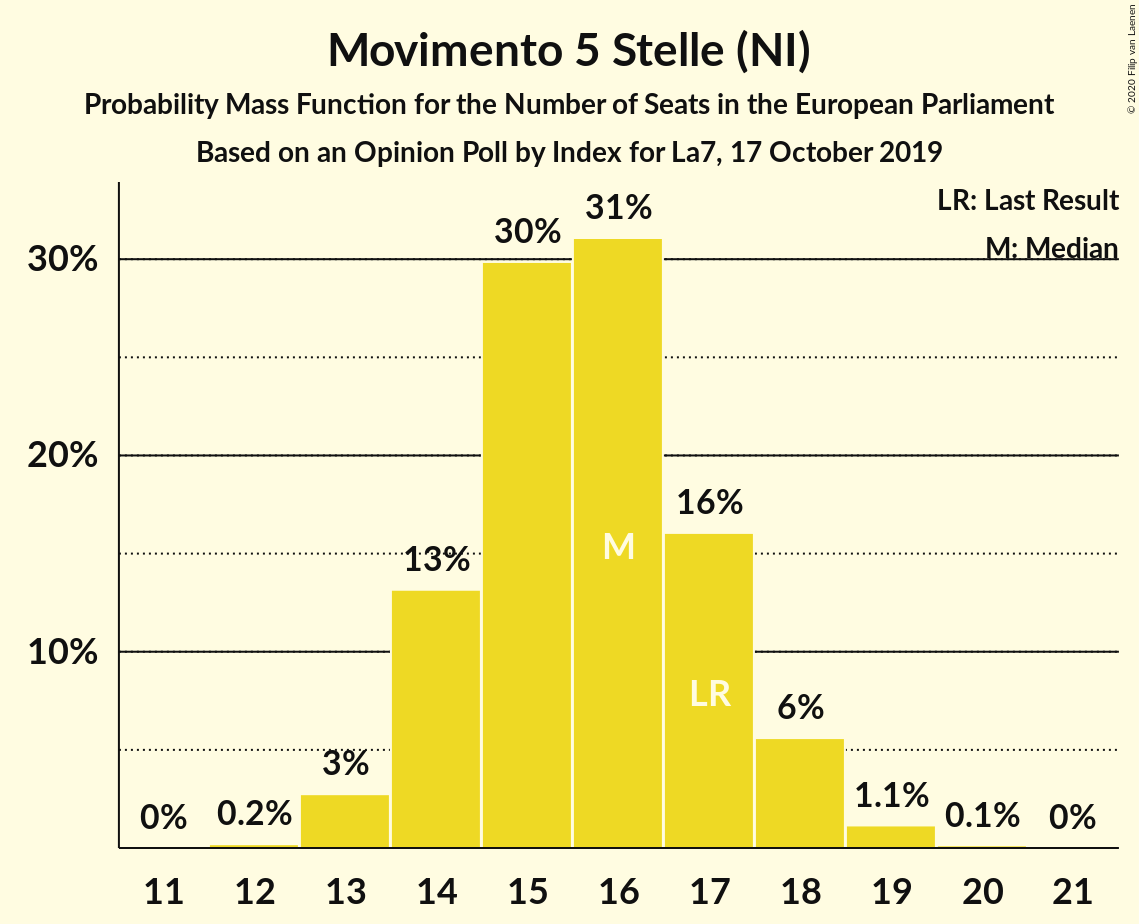 Movimento 5 Stelle (NI)
Probability Mass Function for the Number of Seats in the European Parliament
Based on an Opinion Poll by Index for La7, 17 October 2019
© 2020 Filip van Laenen
LR: Last Result
M: Median
30%
20%
10%
0%
0.2%
3%
13%
30%
31%
16%
6%
1.1%
0.1%
0%
M
LR
11 12 13 14 15 16 17 18 19 20 21